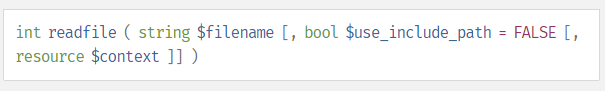 int readfile ( string $filename [, bool $use_include_path = FALSE [,
resource $context ]] )